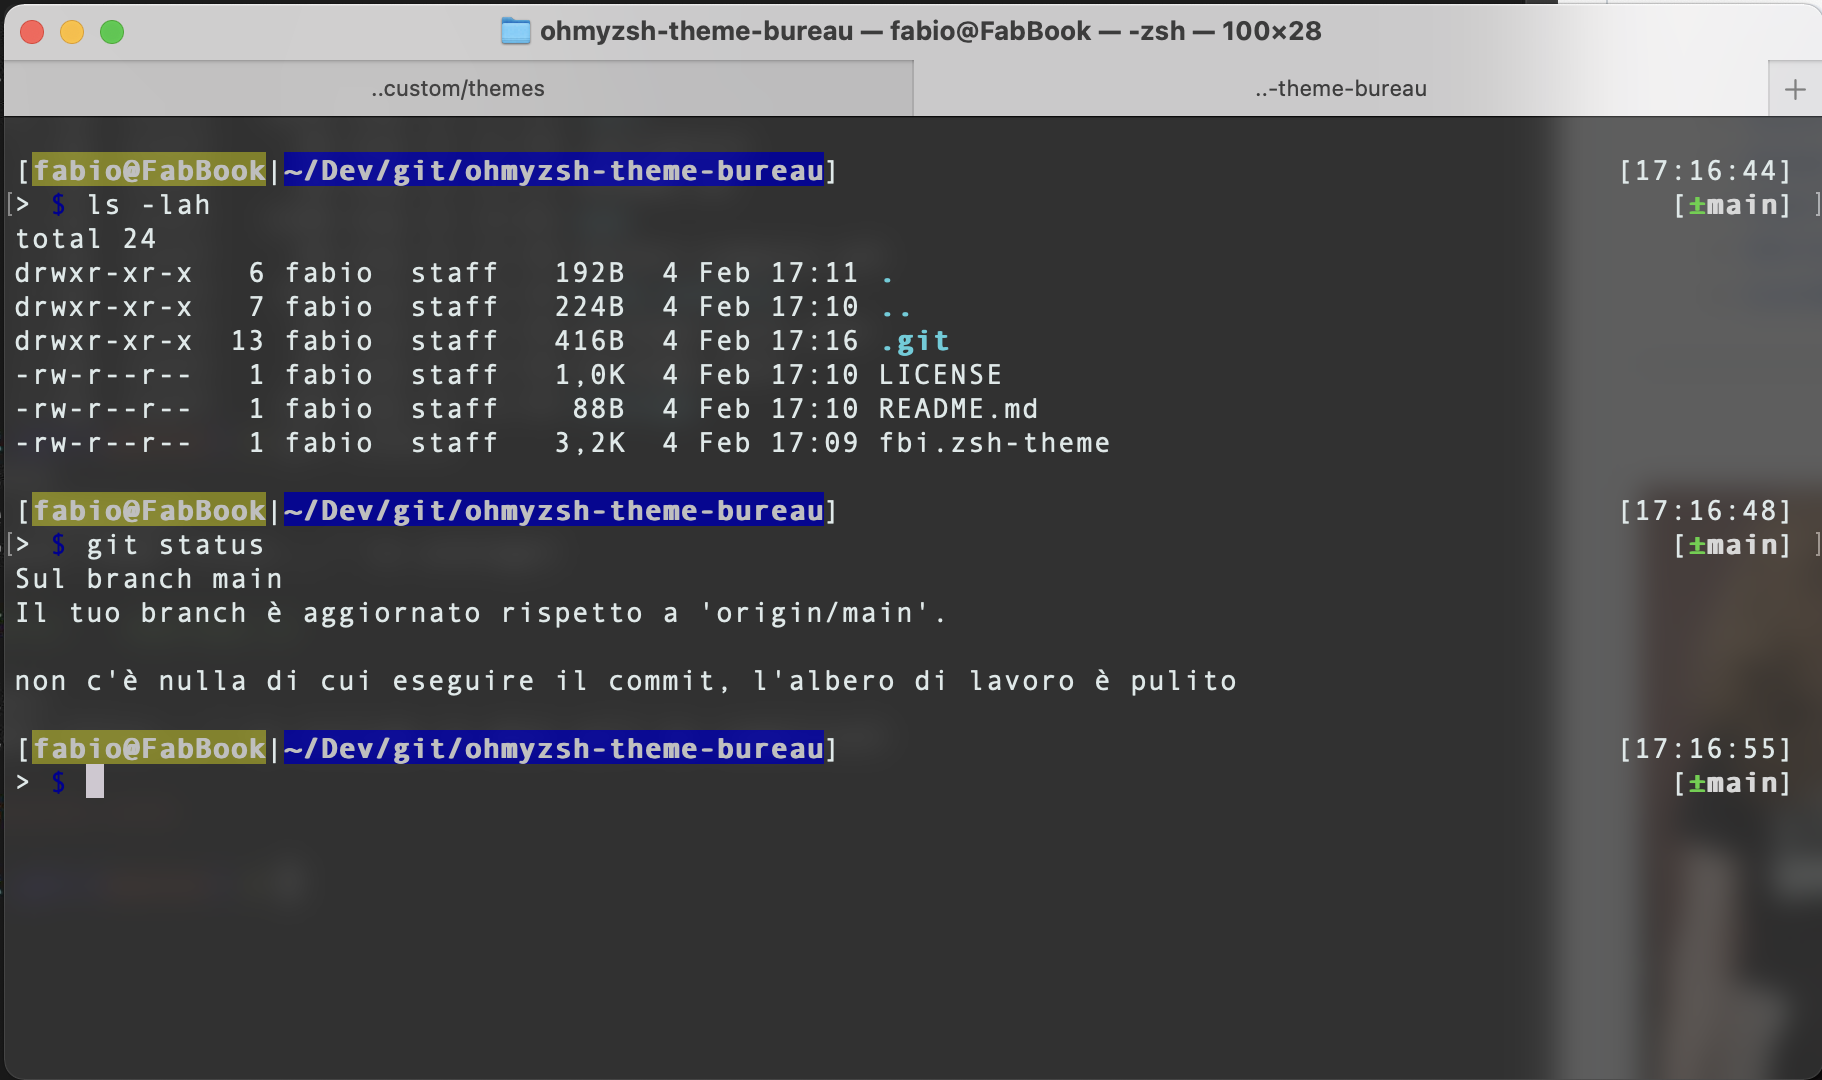 ohmyzsh-theme-bureau — fabio@FabBook — -zsh — 100×28
..custom/themes ..-theme-bureau +
[fabio@FabBook|~/Dev/git/ohmyzsh-theme-bureau] [17:16:44]
[> $ ls -lah [±main] ]
total 24
drwxr-xr-x   6 fabio  staff   192B  4 Feb 17:11 .
drwxr-xr-x   7 fabio  staff   224B  4 Feb 17:10 ..
drwxr-xr-x  13 fabio  staff   416B  4 Feb 17:16 .git
-rw-r--r--   1 fabio  staff   1,0K  4 Feb 17:10 LICENSE
-rw-r--r--   1 fabio  staff    88B  4 Feb 17:10 README.md
-rw-r--r--   1 fabio  staff   3,2K  4 Feb 17:09 fbi.zsh-theme
[fabio@FabBook|~/Dev/git/ohmyzsh-theme-bureau] [17:16:48]
[> $ git status [±main] ]
Sul branch main
Il tuo branch è aggiornato rispetto a 'origin/main'.
non c'è nulla di cui eseguire il commit, l'albero di lavoro è pulito
[fabio@FabBook|~/Dev/git/ohmyzsh-theme-bureau] [17:16:55]
> $ [±main]